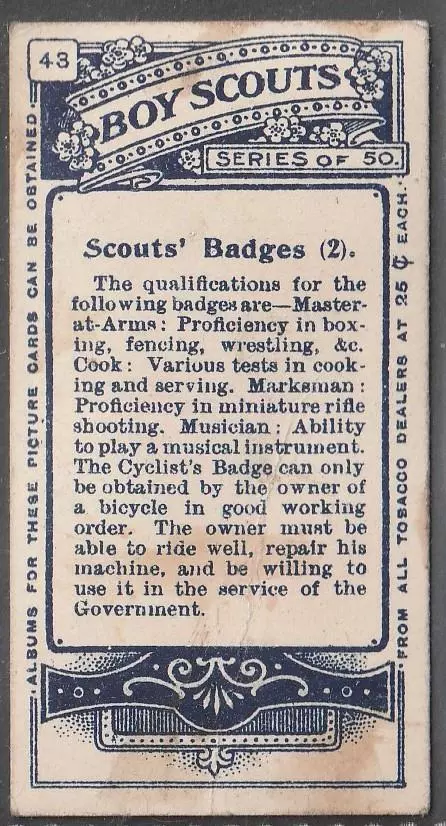 43
BOY SCOUTS
SERIES OF 50.
Scouts' Badges (2).
The qualifications for the
following badges are—Master-
at-Arms: Proficiency in box-
ing, fencing, wrestling, &c.
Cook: Various tests in cook-
ing and serving. Marksman:
Proficiency in miniature rifle
shooting. Musician: Ability
to play a musical instrument.
The Cyclist's Badge can only
be obtained by the owner of
a bicycle in good working
order. The owner must be
able to ride well, repair his
machine, and be willing to
use it in the service of the
Government.
·ALBUMS FOR THESE PICTURE CARDS CAN BE OBTAINED·
·FROM ALL TOBACCO DEALERS AT 25¢ EACH·